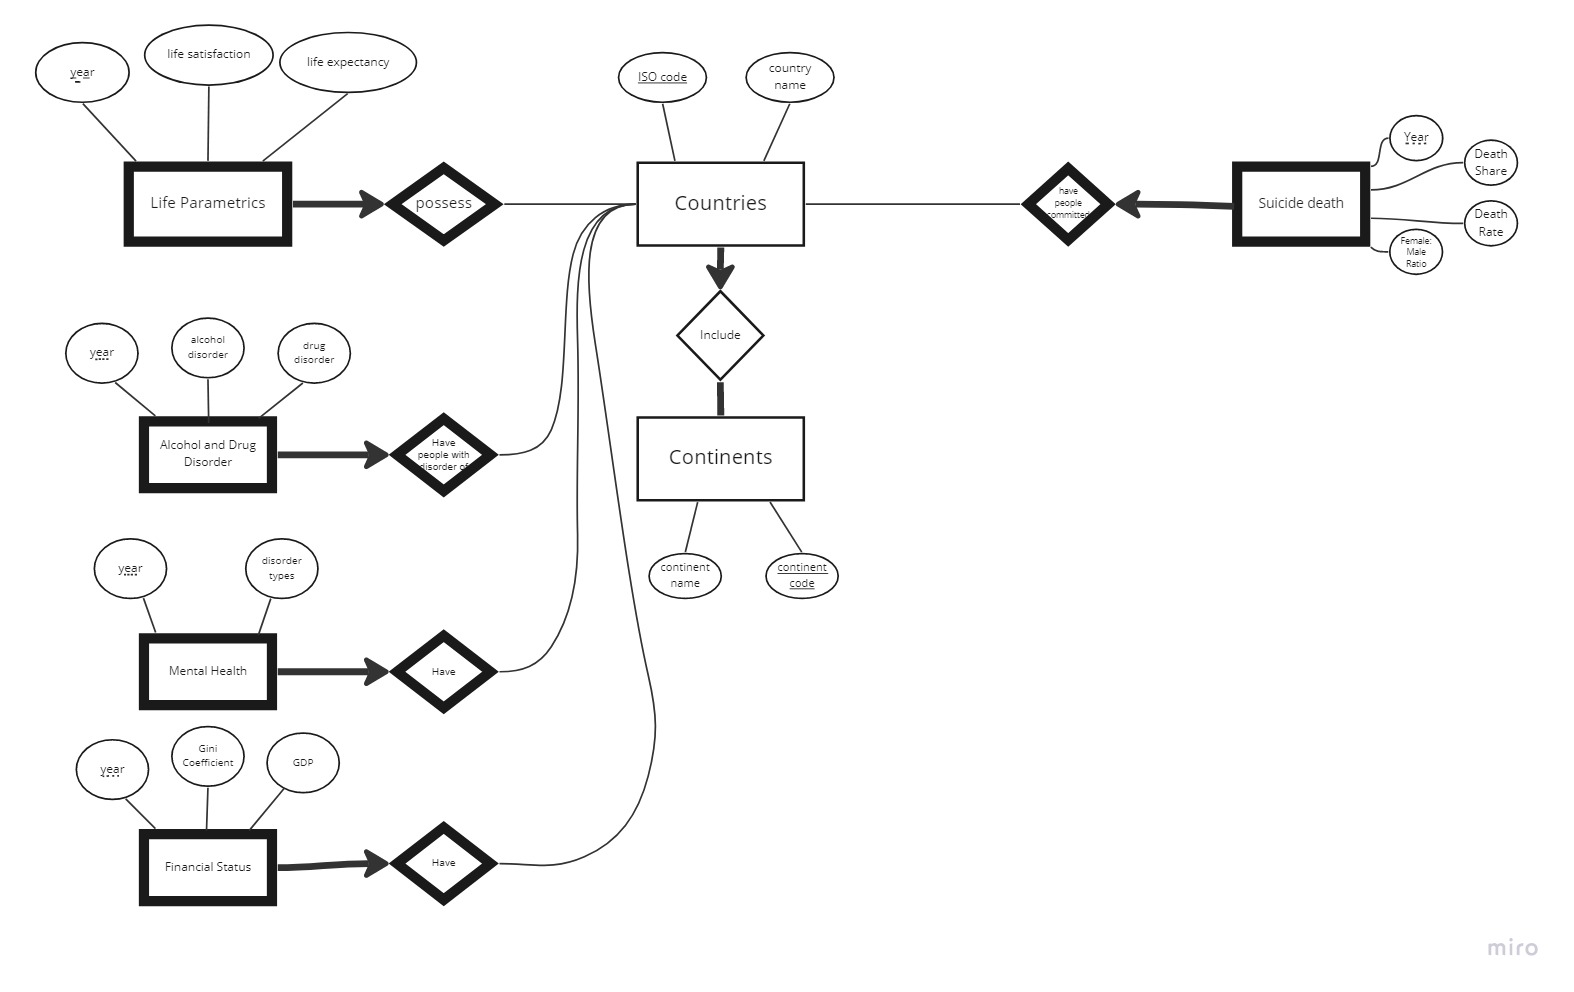 year
life satisfaction
life expectancy
ISO code
country
name
Year
Death
Share
Life Parametrics
possess
Countries
have
people
committed
Suicide death
Death
Rate
Female:
Male
Ratio
Include
year
alcohol
disorder
drug
disorder
Alcohol and Drug
Disorder
Have
people with
disorder of
Continents
continent
name
continent
code
year
disorder
types
Mental Health
Have
year
Gini
Coefficient
GDP
Financial Status
Have
miro